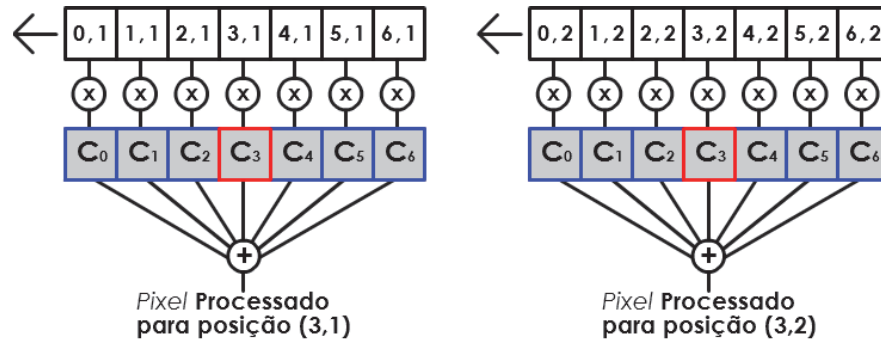 0,1 1,1 2,1 3,1 4,1 5,1 6,1
x x x x x x x
C0 C1 C2 C3 C4 C5 C6
+
Pixel Processado
para posição (3,1)
0,2 1,2 2,2 3,2 4,2 5,2 6,2
x x x x x x x
C0 C1 C2 C3 C4 C5 C6
+
Pixel Processado
para posição (3,2)